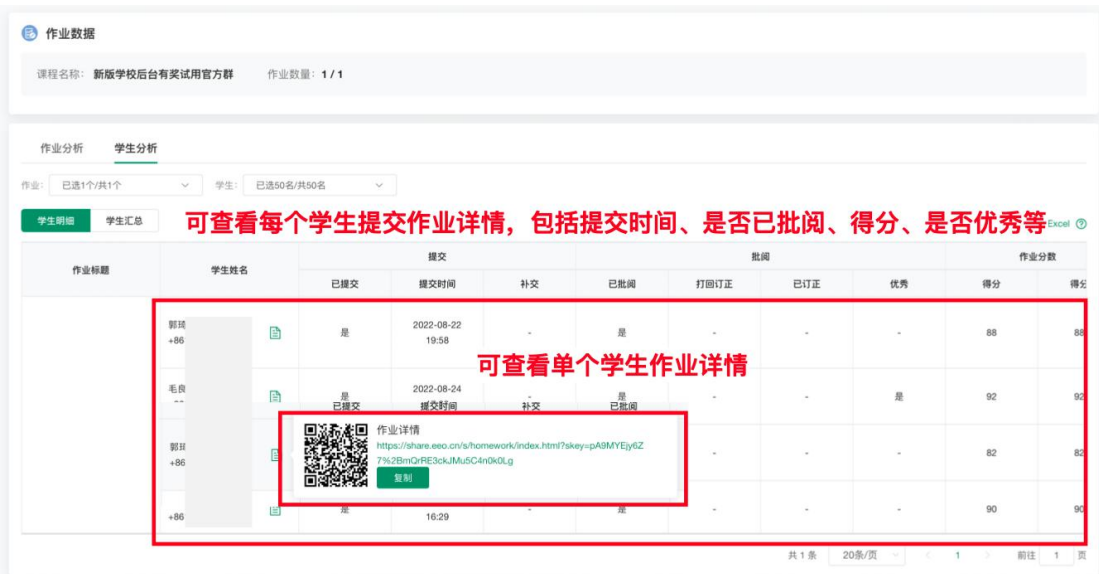 作业数据
课程名称： 新版学校后台有奖试用官方群 作业数量：1 / 1
作业分析 学生分析
作业： 已选1个/共1个 学生： 已选50名/共50名
学生明细 学生汇总 可查看每个学生提交作业详情，包括提交时间、是否已批阅、得分、是否优秀等 Excel
作业标题 学生姓名 提交 批阅 作业分数
已提交 提交时间 补交 已批阅 打回订正 已订正 优秀 得分 得分
郭琦 是 2022-08-22 - 是 - - - 88 88
+86 19:58
可查看单个学生作业详情
毛良 是 2022-08-24 - 是 - - 是 92 92
已提交 提交时间 补交 已批阅
作业详情
https://share.eeo.cn/s/homework/index.html?skey=pA9MYEjy6Z
7%2BmQrRE3ckJMu5C4n0k0Lg
复制
+86 - - - 82 82
是 - 是 - - - 90 90
+86 16:29
共 1 条 20条/页 1 前往 1 页